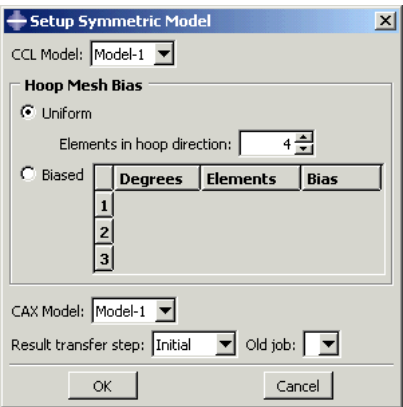 Setup Symmetric Model
CCL Model: Model-1
Hoop Mesh Bias
Uniform
Elements in hoop direction: 4
Biased Degrees Elements Bias
1
2
3
CAX Model: Model-1
Result transfer step: Initial Old job:
OK Cancel